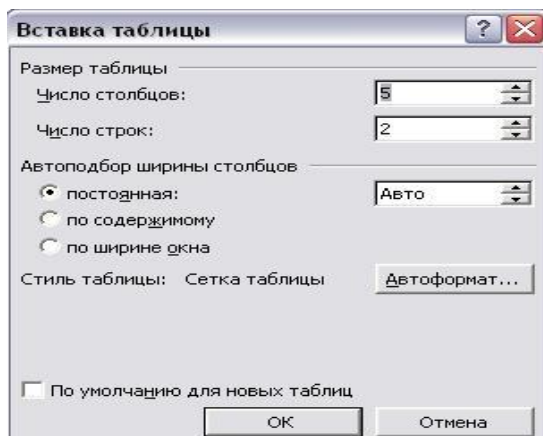 Вставка таблицы ?
Размер таблицы
Число столбцов: 5
Число строк: 2
Автоподбор ширины столбцов
постоянная: Авто
по содержимому
по ширине окна
Стиль таблицы: Сетка таблицы Автоформат...
По умолчанию для новых таблиц
ОК Отмена